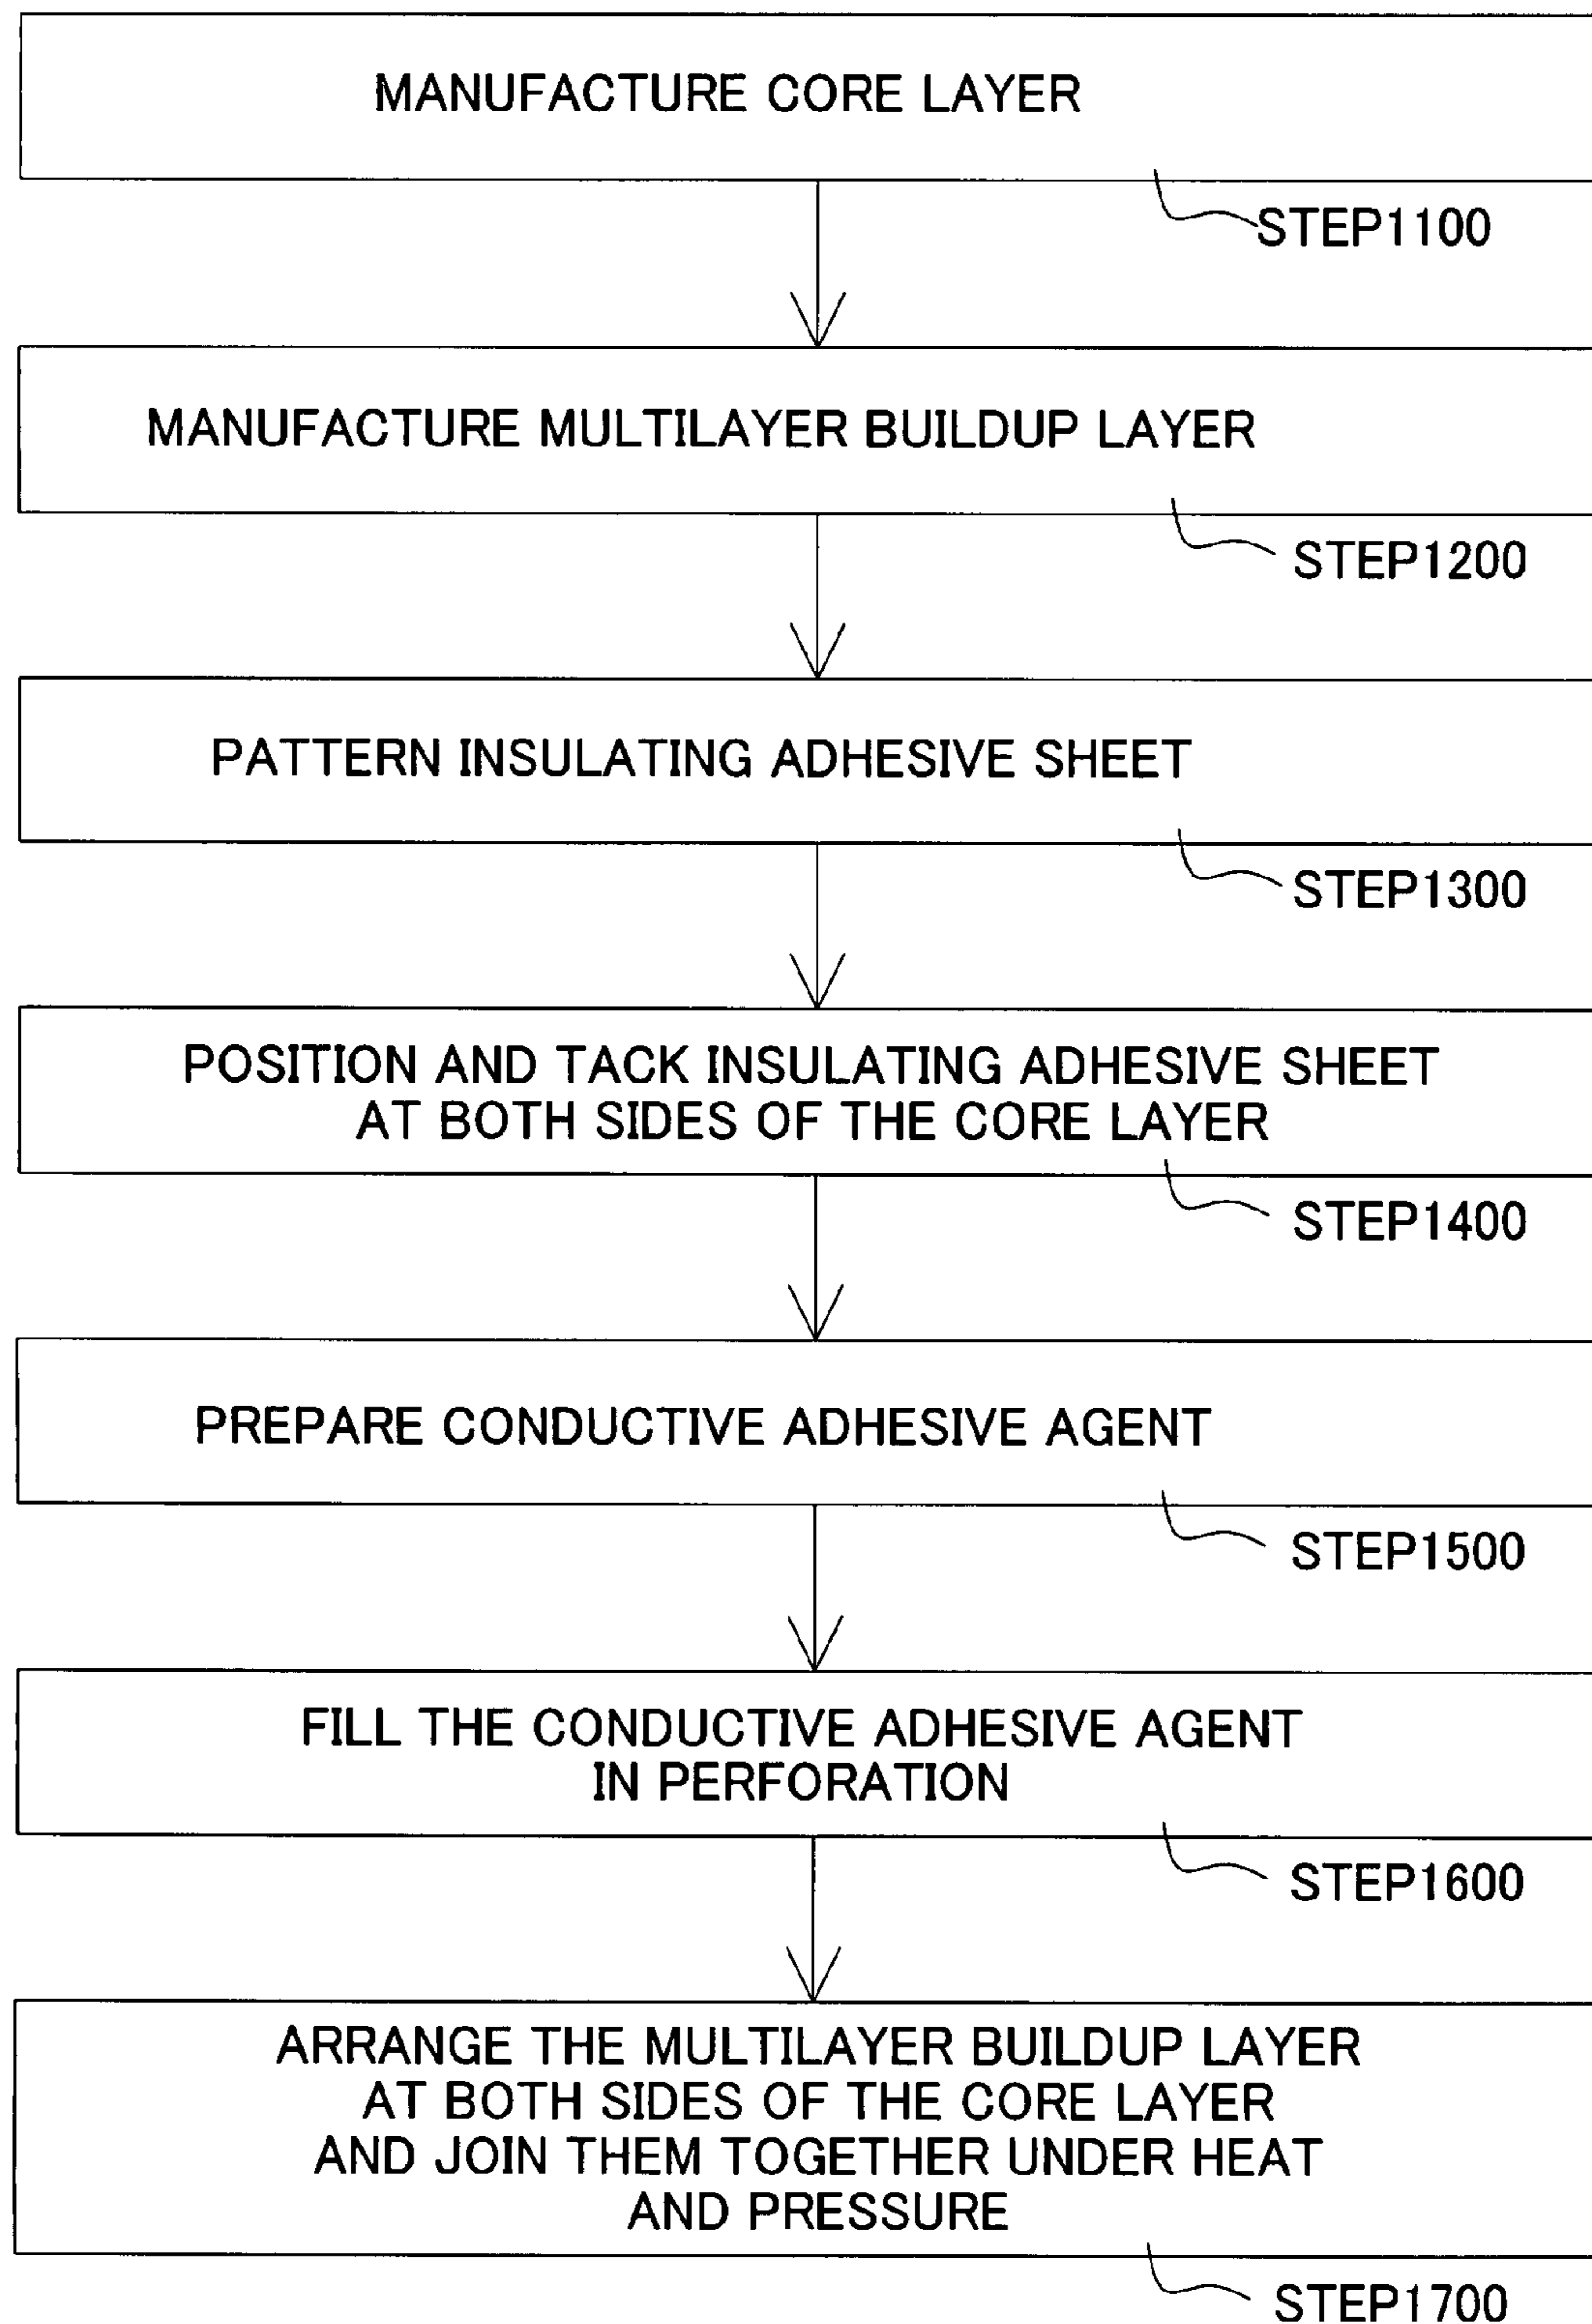 MANUFACTURE CORE LAYER
STEP1100
MANUFACTURE MULTILAYER BUILDUP LAYER
STEP1200
PATTERN INSULATING ADHESIVE SHEET
STEP1300
POSITION AND TACK INSULATING ADHESIVE SHEET
AT BOTH SIDES OF THE CORE LAYER
STEP1400
PREPARE CONDUCTIVE ADHESIVE AGENT
STEP1500
FILL THE CONDUCTIVE ADHESIVE AGENT
IN PERFORATION
STEP1600
ARRANGE THE MULTILAYER BUILDUP LAYER
AT BOTH SIDES OF THE CORE LAYER
AND JOIN THEM TOGETHER UNDER HEAT
AND PRESSURE
STEP1700